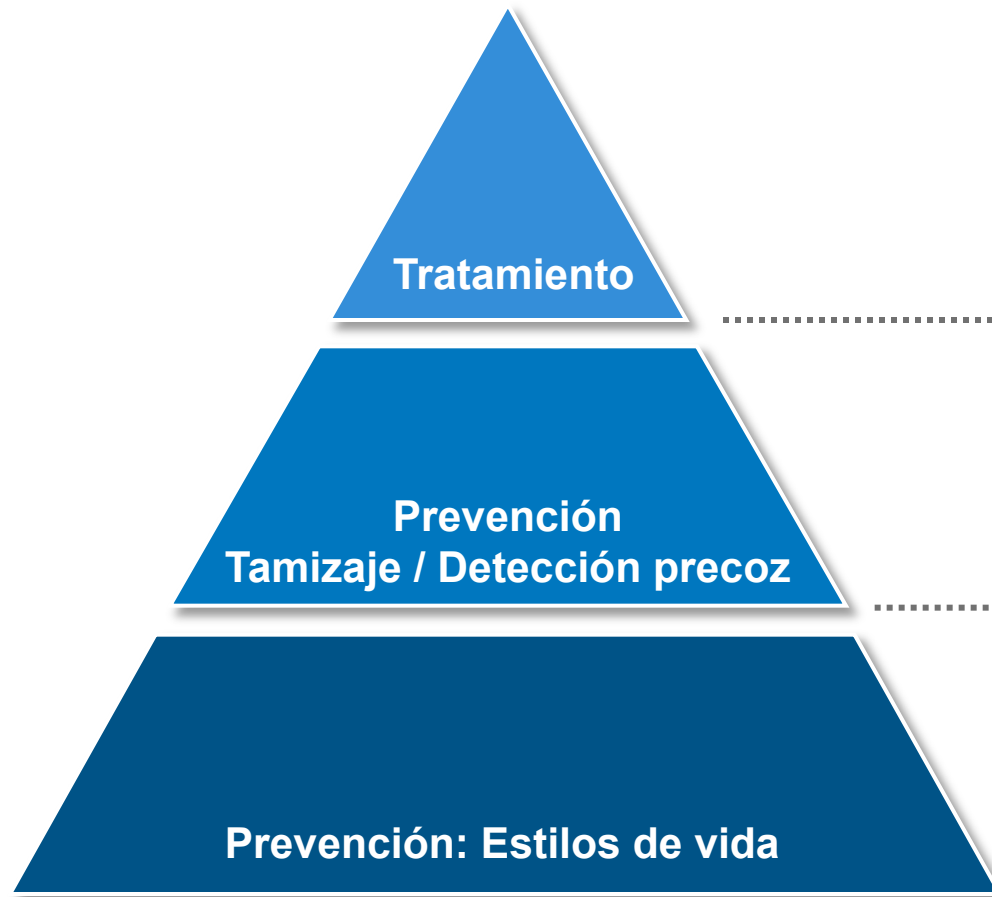 Tratamiento
Prevención
Tamizaje / Detección precoz
Prevención: Estilos de vida